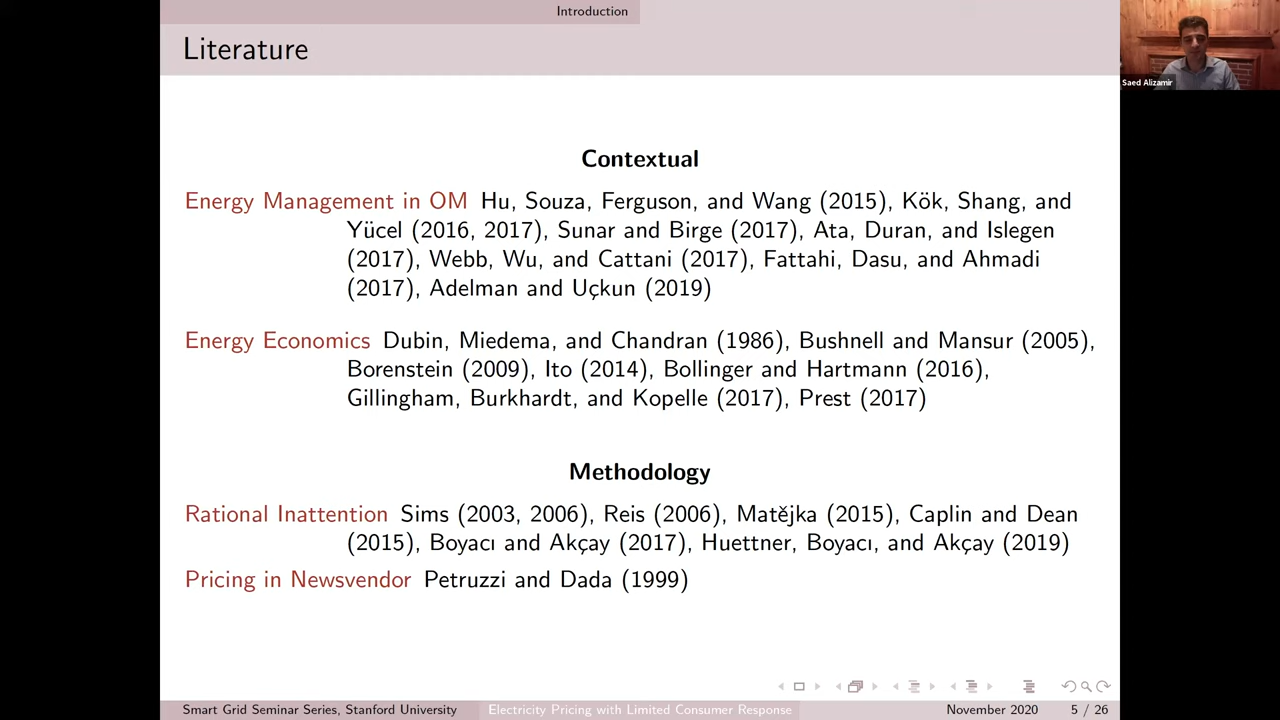 Introduction
Literature
Saed Alizamir
Contextual
Energy Management in OM Hu, Souza, Ferguson, and Wang (2015), Kök, Shang, and
Yücel (2016, 2017), Sunar and Birge (2017), Ata, Duran, and Islegen
(2017), Webb, Wu, and Cattani (2017), Fattahi, Dasu, and Ahmadi
(2017), Adelman and Uçkun (2019)
Energy Economics Dubin, Miedema, and Chandran (1986), Bushnell and Mansur (2005),
Borenstein (2009), Ito (2014), Bollinger and Hartmann (2016),
Gillingham, Burkhardt, and Kopelle (2017), Prest (2017)
Methodology
Rational Inattention Sims (2003, 2006), Reis (2006), Matějka (2015), Caplin and Dean
(2015), Boyacı and Akçay (2017), Huettner, Boyacı, and Akçay (2019)
Pricing in Newsvendor Petruzzi and Dada (1999)
Smart Grid Seminar Series, Stanford University Electricity Pricing with Limited Consumer Response November 2020 5 / 26